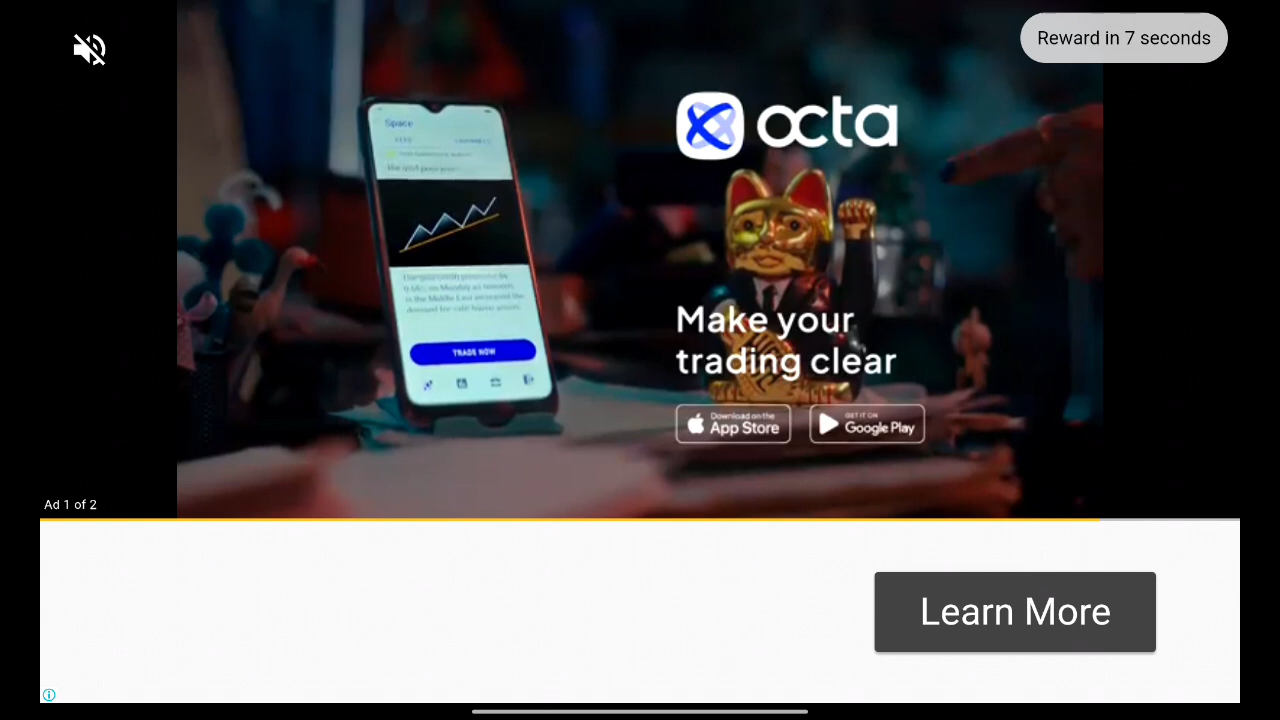 Reward in 7 seconds
octa
Space
Make your
trading clear
TRADE NOW
Download on the
App Store
GET IT ON
Google Play
Ad 1 of 2
Learn More